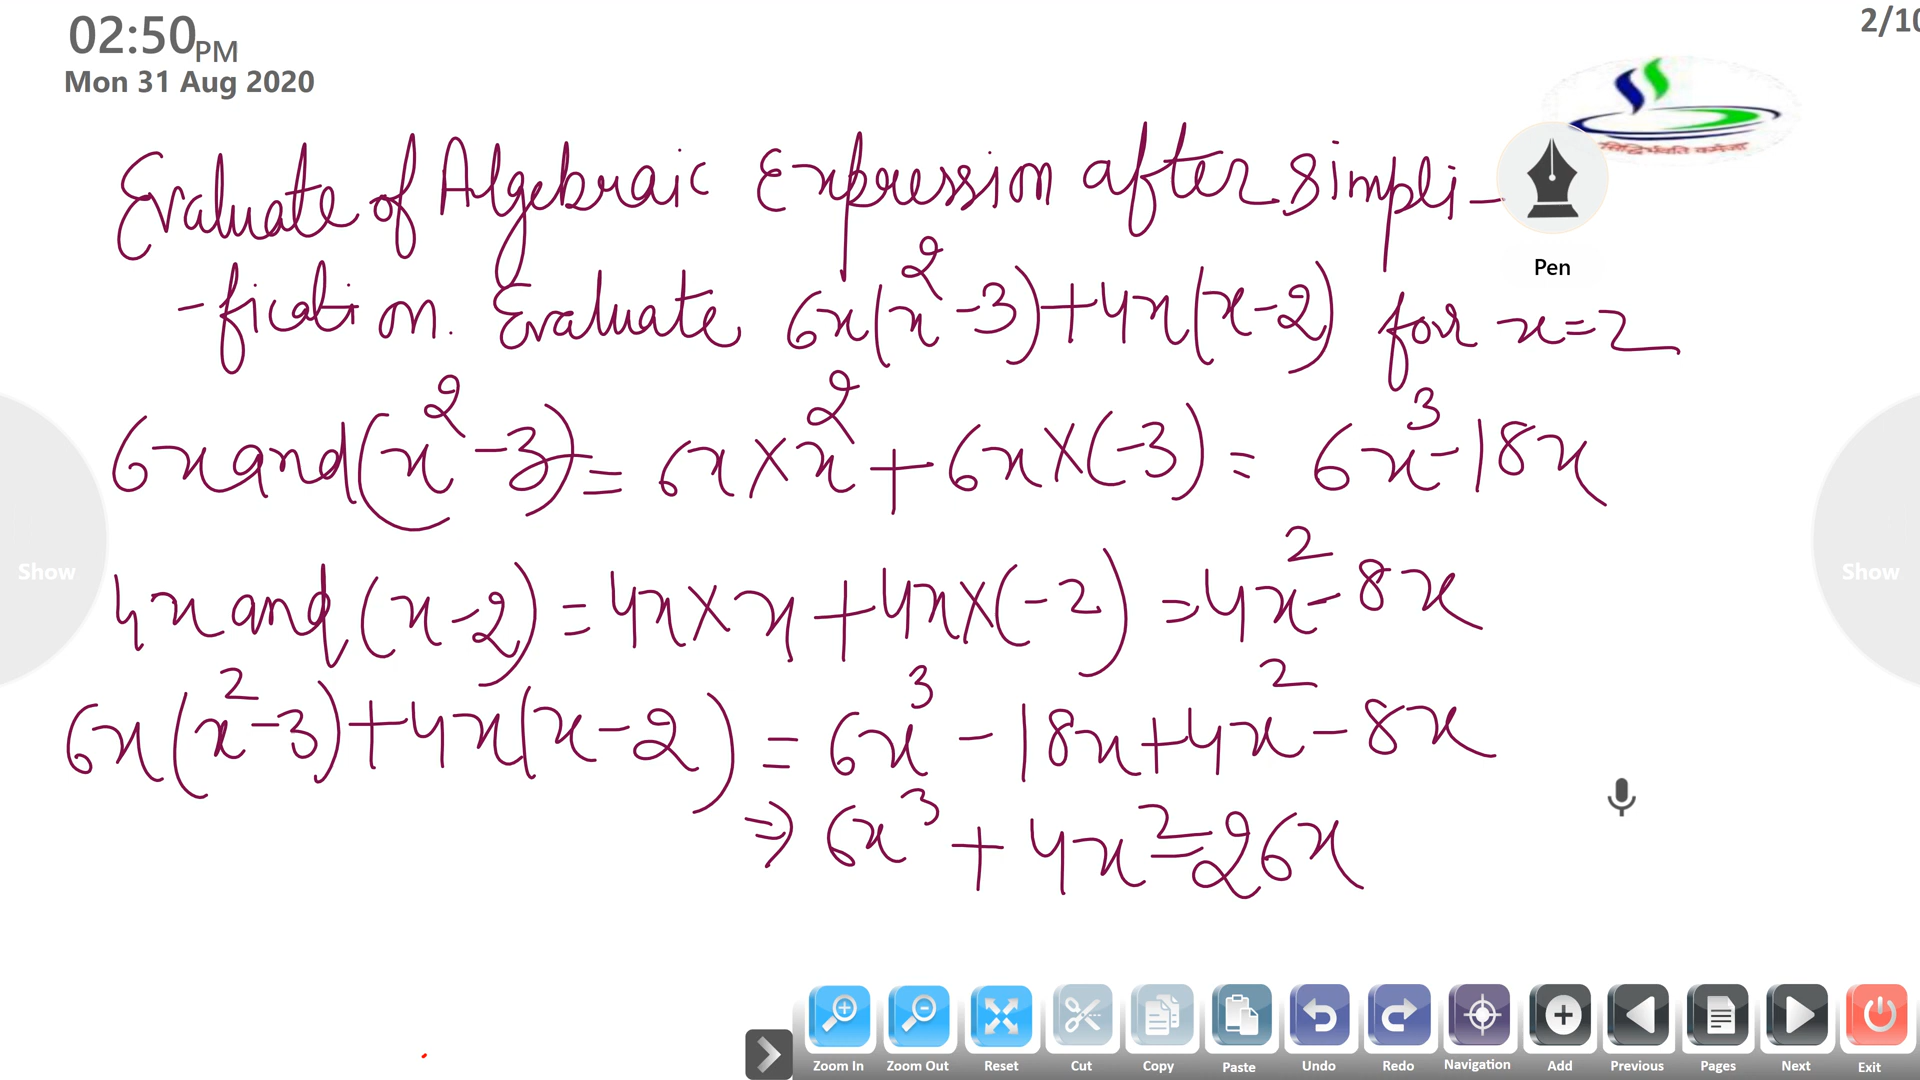 02:50PM
Mon 31 Aug 2020
2/10
Evaluate of Algebraic Expression after simpli-
-fication. Evaluate 6x(x²-3)+4x(x-2) for x=2
Pen
6x and (x²-3) = 6x × x² + 6x × (-3) = 6x³-18x
4x and (x-2) = 4x × x + 4x × (-2) = 4x²-8x
6x(x²-3)+4x(x-2) = 6x³ - 18x+4x²-8x
⇒ 6x³ + 4x²-26x
Show
Show
Zoom In Zoom Out Reset Cut Copy Paste Undo Redo Navigation Add Previous Pages Next Exit